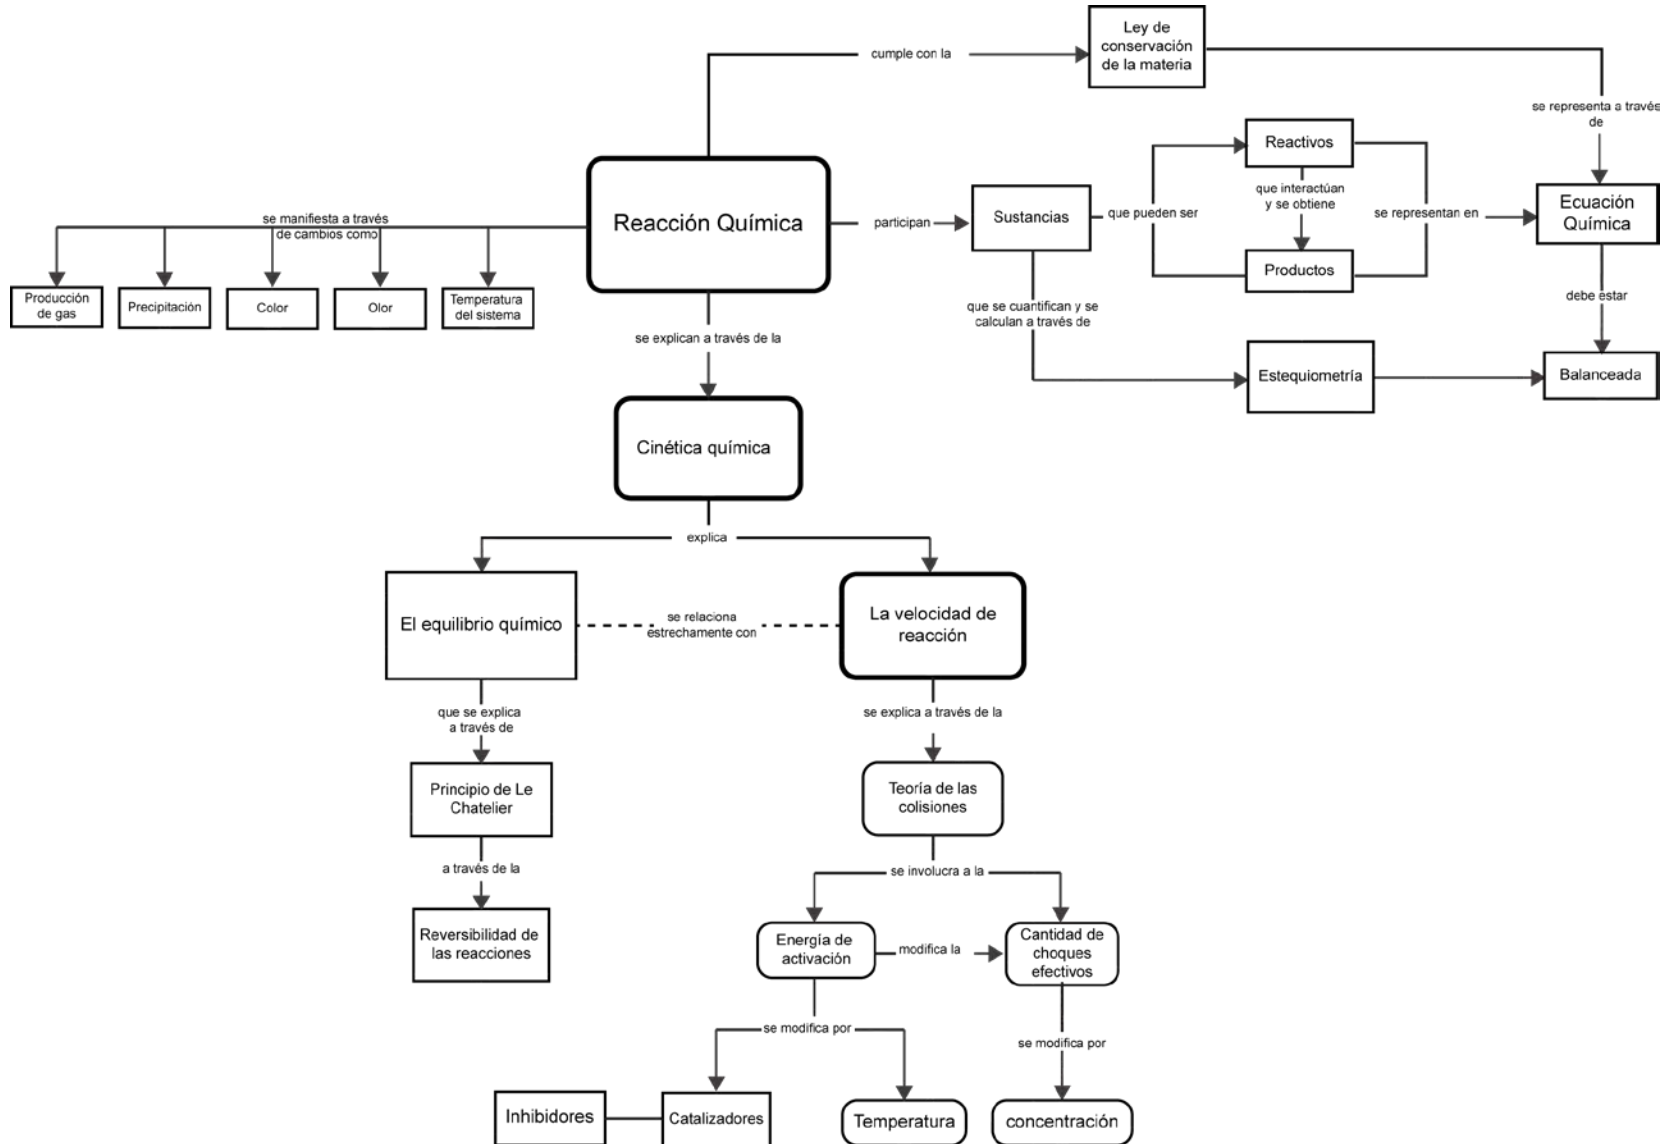 Ley de
conservación
de la materia
cumple con la
se representa a través
de
Reacción Química
participan
Sustancias
que pueden ser
Reactivos
que interactúan
y se obtiene
Productos
se representan en
Ecuación
Química
debe estar
Balanceada
que se cuantifican y se
calculan a través de
Estequiometría
se manifiesta a través
de cambios como
Producción
de gas
Precipitación
Color
Olor
Temperatura
del sistema
se explican a través de la
Cinética química
explica
El equilibrio químico
se relaciona
estrechamente con
La velocidad de
reacción
que se explica
a través de
Principio de Le
Chatelier
a través de la
Reversibilidad de
las reacciones
se explica a través de la
Teoría de las
colisiones
se involucra a la
Energía de
activación
modifica la
Cantidad de
choques
efectivos
se modifica por
se modifica por
Inhibidores
Catalizadores
Temperatura
concentración